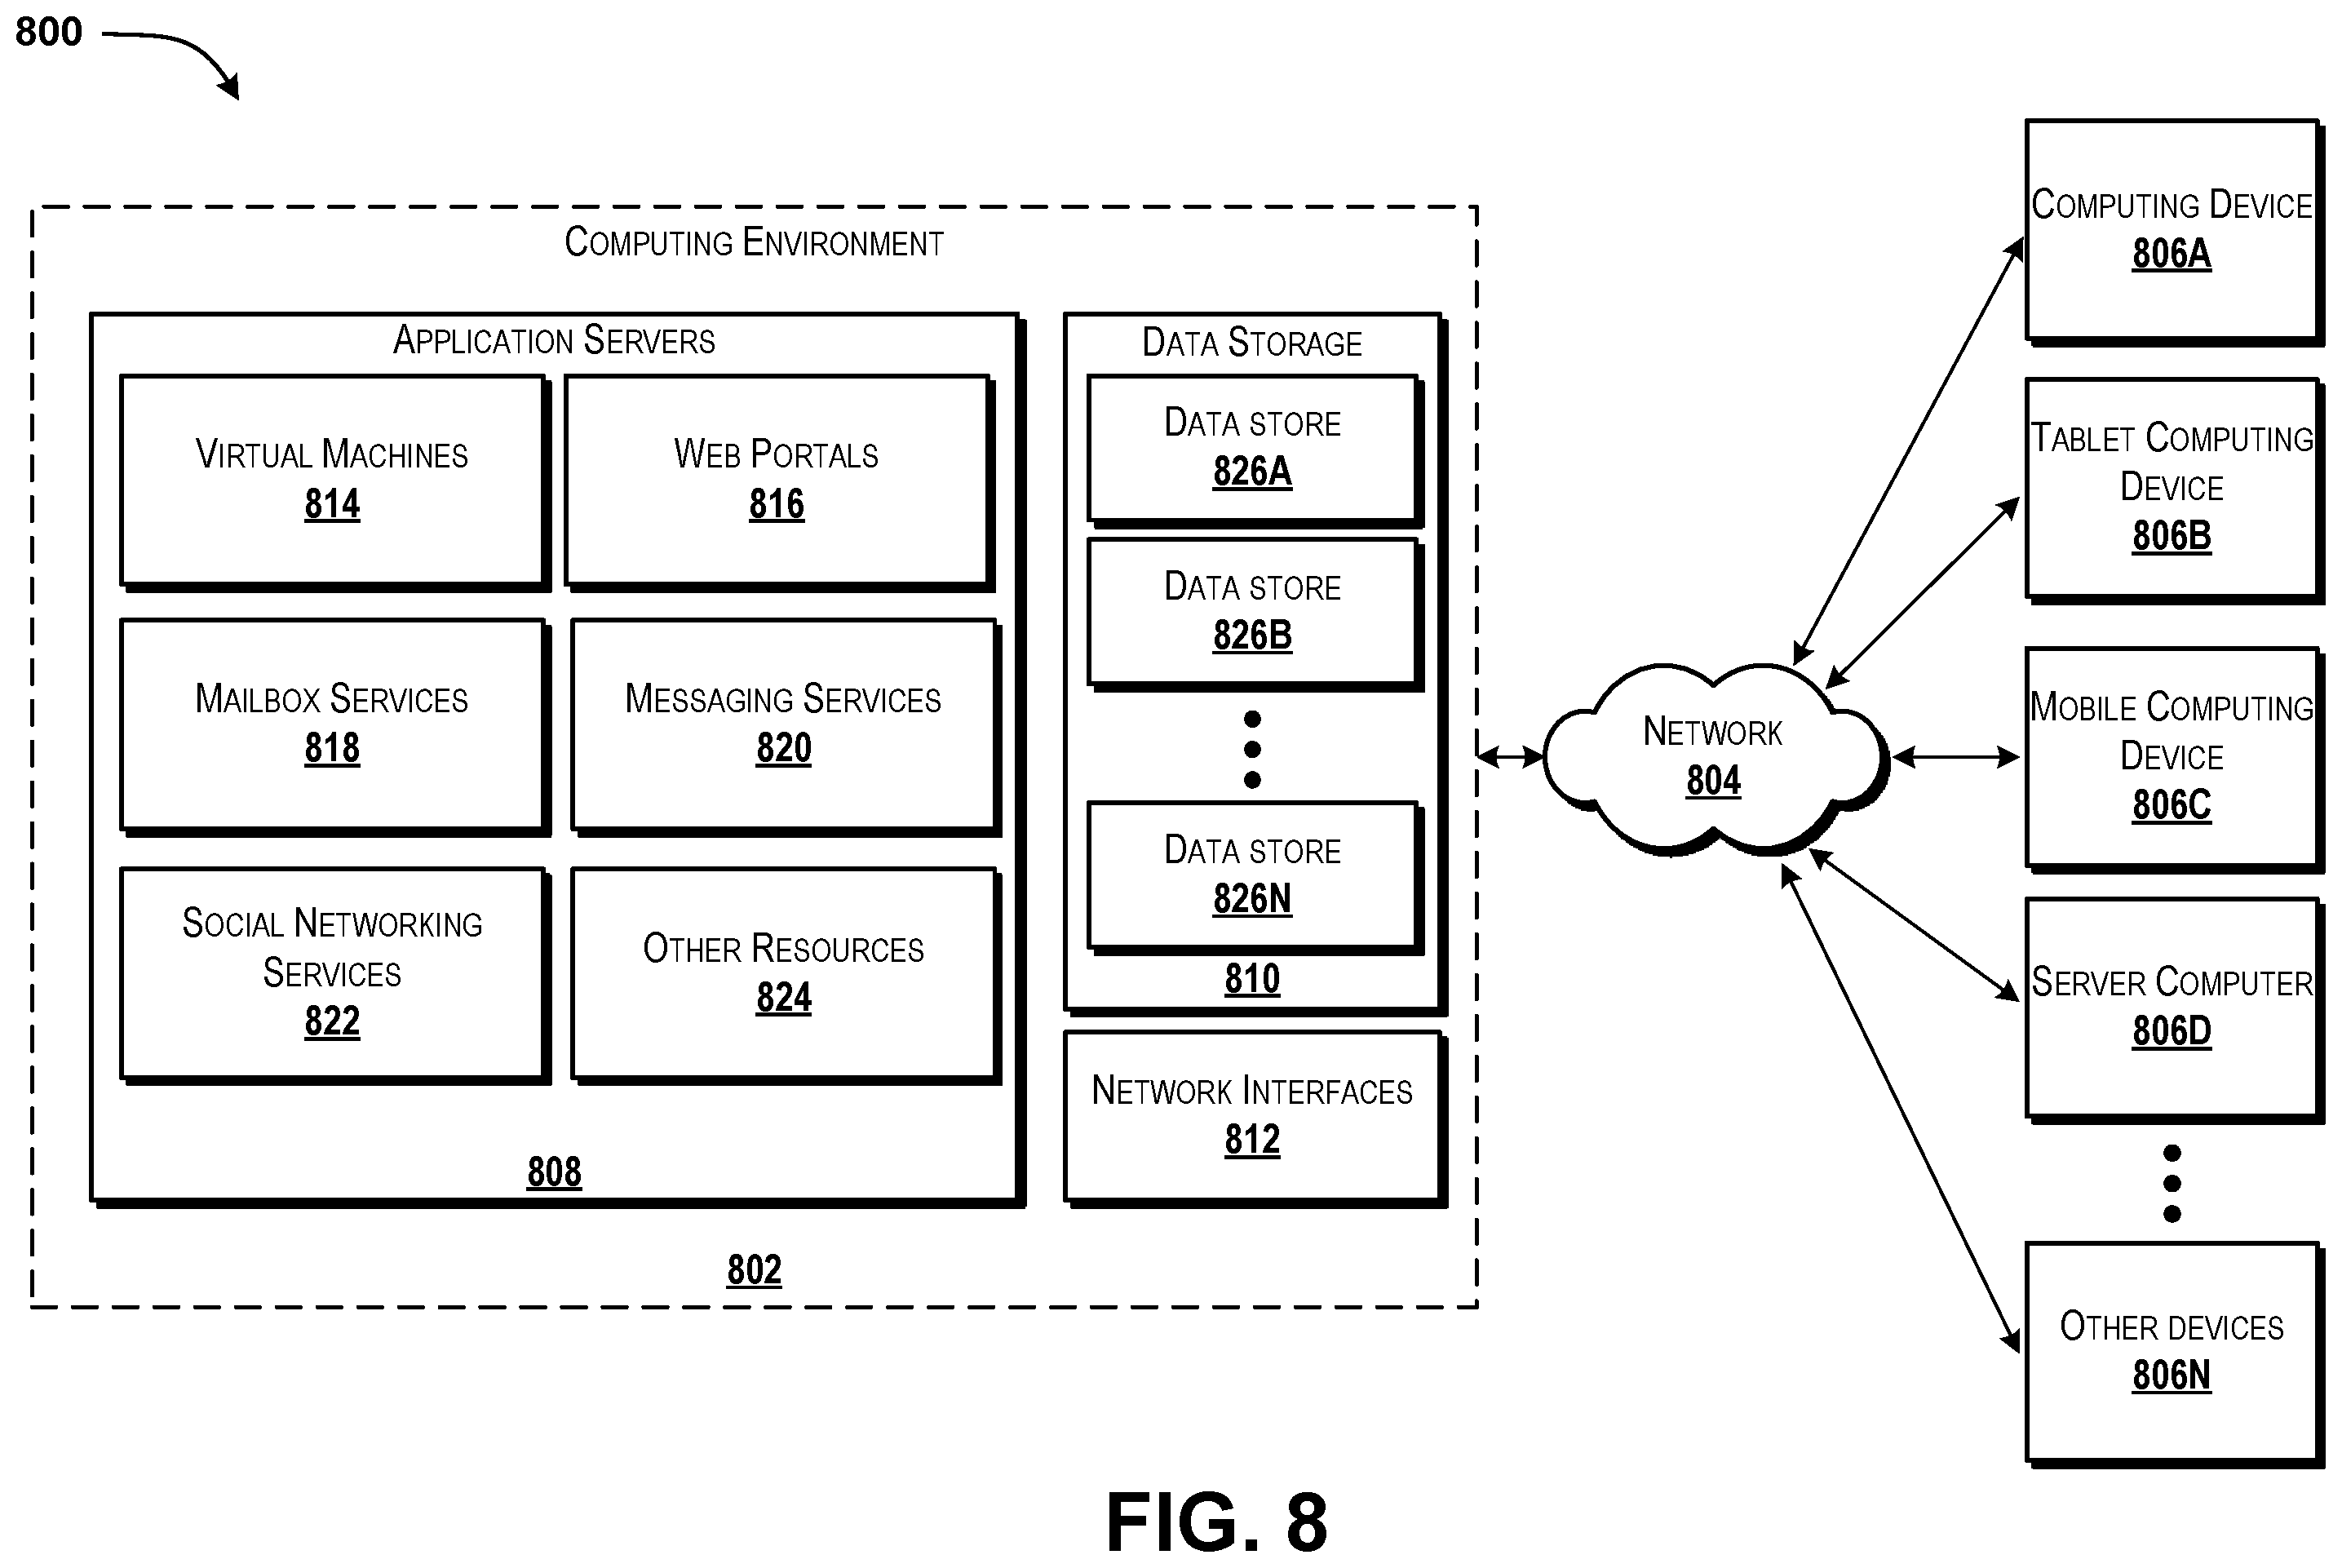 800
COMPUTING ENVIRONMENT
APPLICATION SERVERS
VIRTUAL MACHINES
814
WEB PORTALS
816
MAILBOX SERVICES
818
MESSAGING SERVICES
820
SOCIAL NETWORKING
SERVICES
822
OTHER RESOURCES
824
808
DATA STORAGE
DATA STORE
826A
DATA STORE
826B
DATA STORE
826N
810
NETWORK INTERFACES
812
802
NETWORK
804
COMPUTING DEVICE
806A
TABLET COMPUTING
DEVICE
806B
MOBILE COMPUTING
DEVICE
806C
SERVER COMPUTER
806D
OTHER DEVICES
806N
FIG. 8